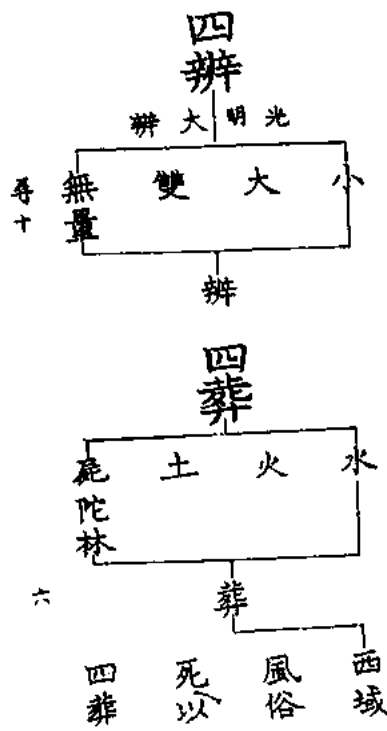 四辨
光明大辨
小
大
雙
無量
十
辨
四葬
水
火
土
屍陀林
葬
六
西域
風俗
死以
四葬